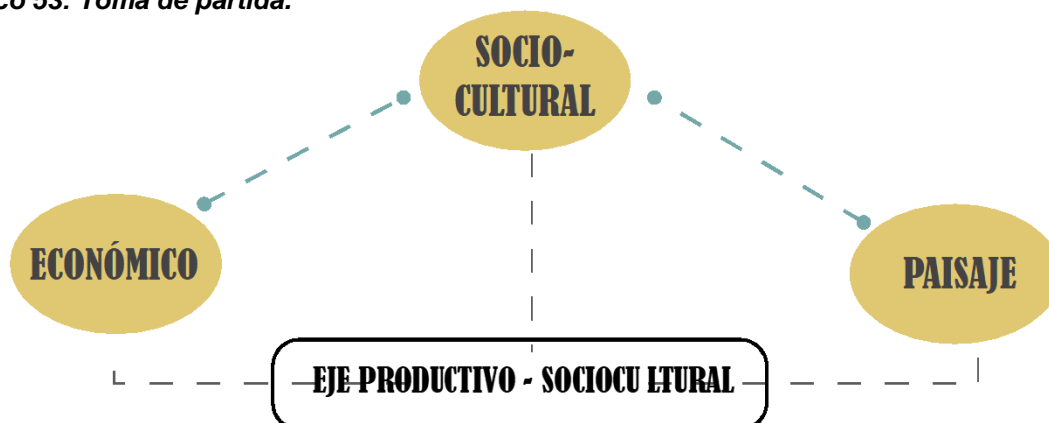 co 53: Toma de partida.
SOCIO-
CULTURAL
ECONÓMICO
PAISAJE
EJE PRODUCTIVO - SOCIOCU LTURAL